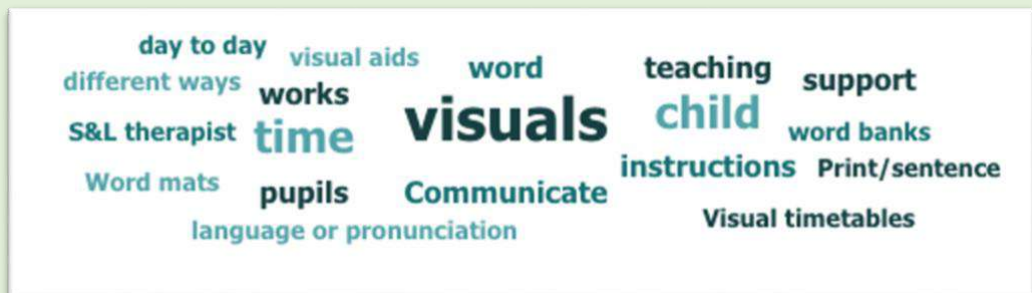 day to day
visual aids
word
teaching
support
different ways
works
visuals
child
S&L therapist
time
word banks
instructions
Print/sentence
Word mats
pupils
Communicate
Visual timetables
language or pronunciation